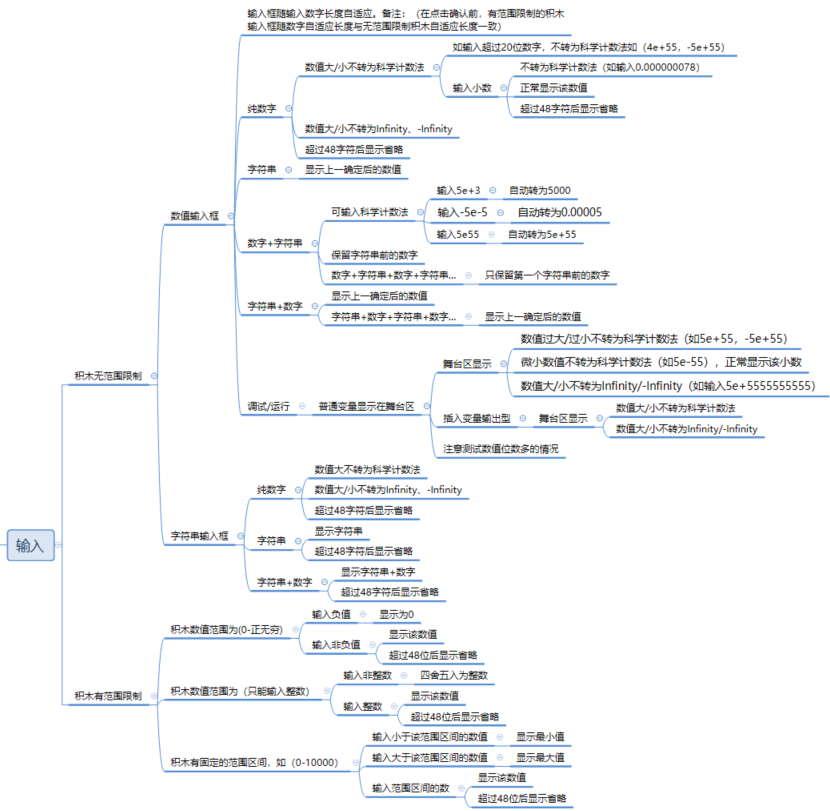 输入
积木无范围限制
数值输入框
输入框随输入数字长度自适应。备注：（在点击确认前，有范围限制的积木
输入框随数字自适应长度与无范围限制积木自适应长度一致）
纯数字
数值大/小不转为科学计数法
如输入超过20位数字，不转为科学计数法如（4e+55，-5e+55）
输入小数
不转为科学计数法（如输入0.000000078）
正常显示该数值
超过48字符后显示省略
数值大/小不转为Infinity、-Infinity
超过48字符后显示省略
字符串
显示上一确定后的数值
数字+字符串
可输入科学计数法
输入5e+3
自动转为5000
输入-5e-5
自动转为0.00005
输入5e55
自动转为5e+55
保留字符串前的数字
数字+字符串+数字+字符串...
只保留第一个字符串前的数字
字符串+数字
显示上一确定后的数值
字符串+数字+字符串+数字...
显示上一确定后的数值
调试/运行
普通变量显示在舞台区
舞台区显示
数值过大/过小不转为科学计数法（如5e+55，-5e+55）
微小数值不转为科学计数法（如5e-55），正常显示该小数
数值大/小不转为Infinity/-Infinity（如输入5e+5555555555）
插入变量输出型
舞台区显示
数值大/小不转为科学计数法
数值大/小不转为Infinity/-Infinity
注意测试数值位数多的情况
字符串输入框
纯数字
数值大不转为科学计数法
数值大/小不转为Infinity、-Infinity
超过48字符后显示省略
字符串
显示字符串
超过48字符后显示省略
字符串+数字
显示字符串+数字
超过48字符后显示省略
积木有范围限制
积木数值范围为(0-正无穷)
输入负值
显示为0
输入非负值
显示该数值
超过48位后显示省略
积木数值范围为（只能输入整数）
输入非整数
四舍五入为整数
输入整数
显示该数值
超过48位后显示省略
积木有固定的范围区间，如（0-10000）
输入小于该范围区间的数值
显示最小值
输入大于该范围区间的数值
显示最大值
输入范围区间的数
显示该数值
超过48位后显示省略